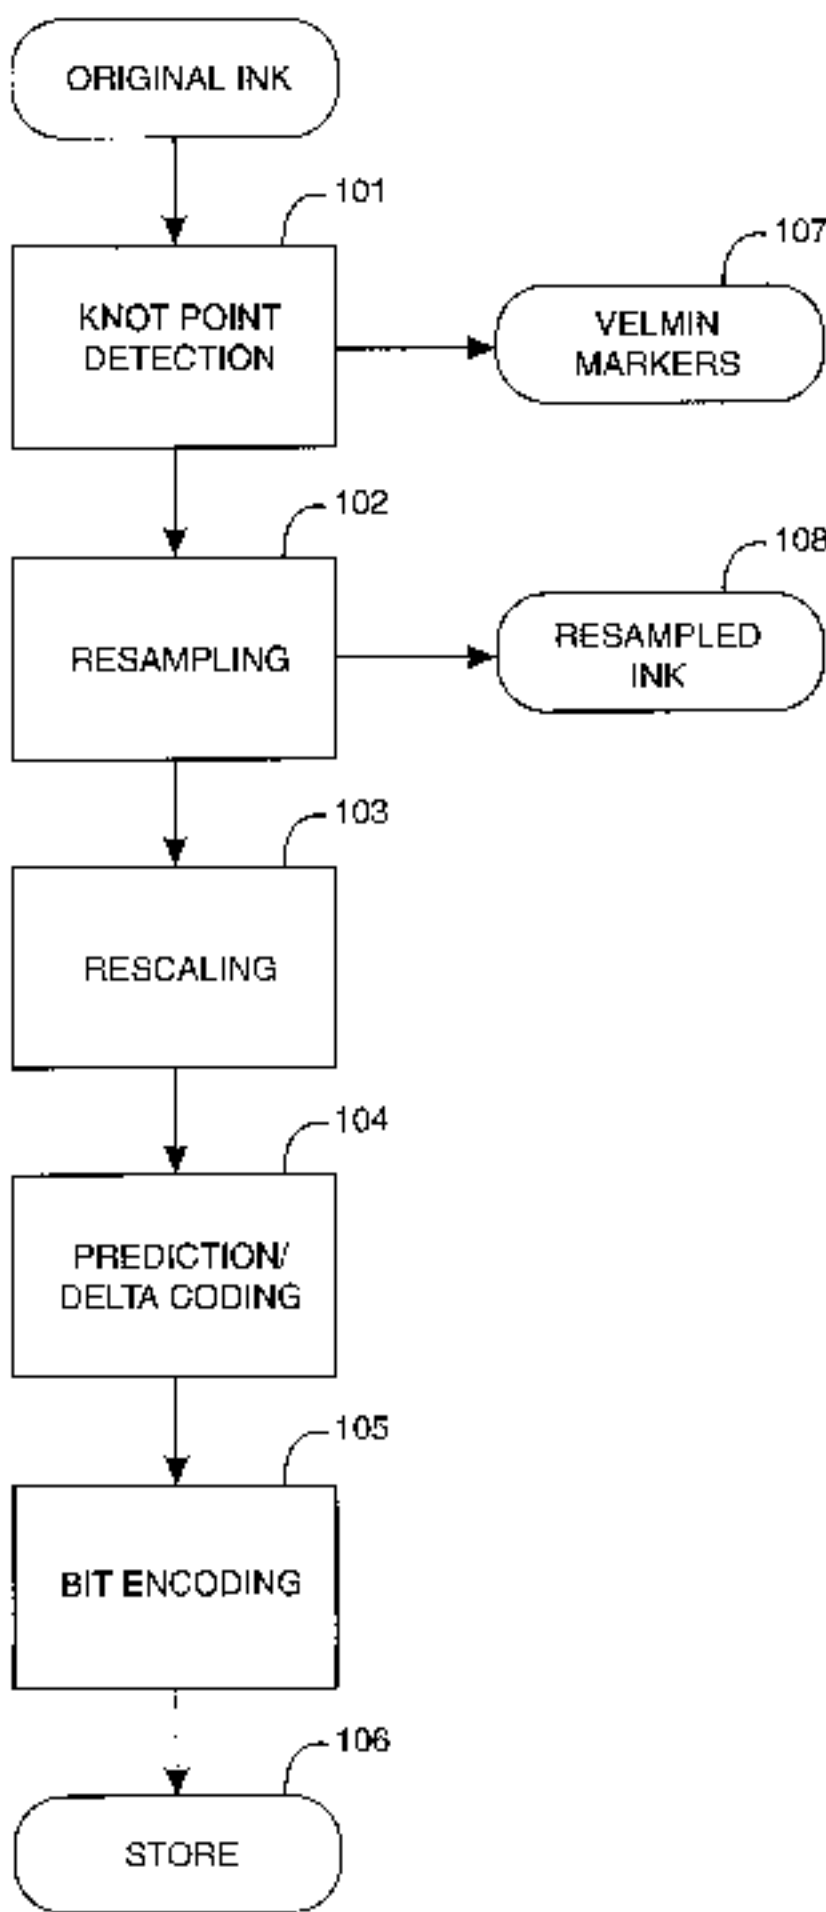 ORIGINAL INK
101
KNOT POINT
DETECTION
107
VELMIN
MARKERS
102
RESAMPLING
108
RESAMPLED
INK
103
RESCALING
104
PREDICTION/
DELTA CODING
105
BIT ENCODING
106
STORE